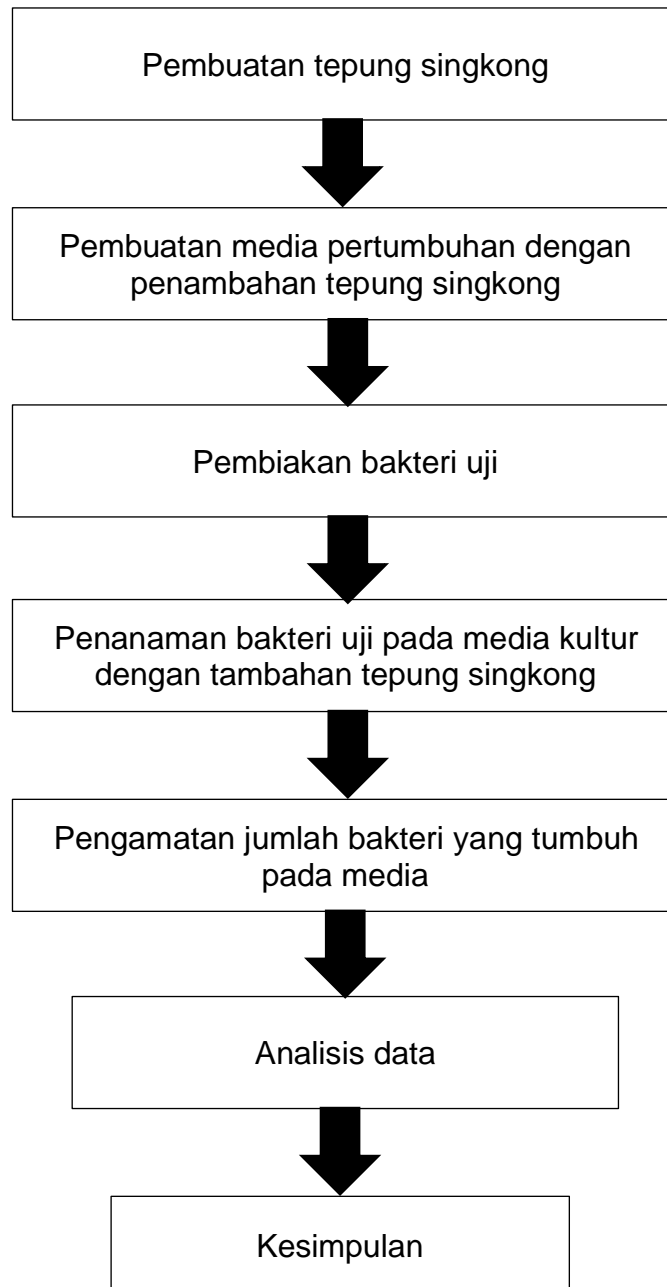 Pembuatan tepung singkong
Pembuatan media pertumbuhan dengan
penambahan tepung singkong
Pembiakan bakteri uji
Penanaman bakteri uji pada media kultur
dengan tambahan tepung singkong
Pengamatan jumlah bakteri yang tumbuh
pada media
Analisis data
Kesimpulan